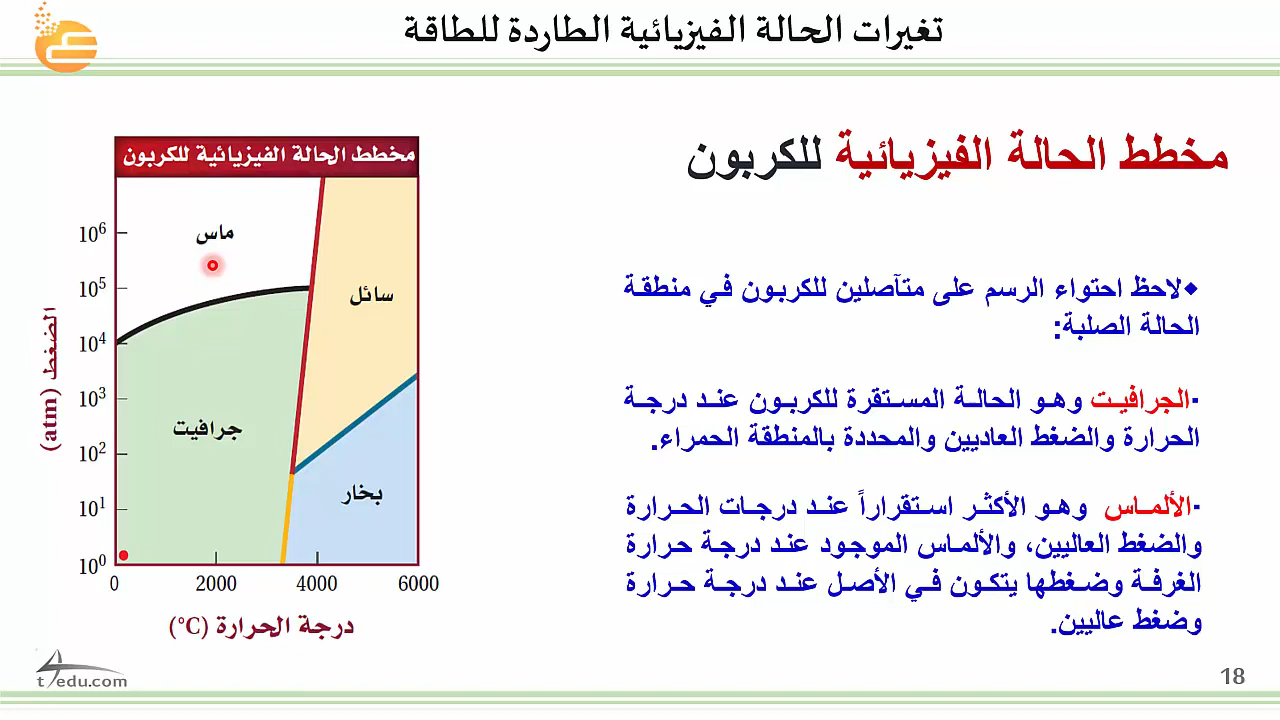 تغيرات الحالة الفيزيائية الطاردة للطاقة
مخطط الحالة الفيزيائية للكربون
◆لاحظ احتواء الرسم على متآصلين للكربون في منطقة
الحالة الصلبة:
▪الجرافيت وهو الحالة المستقرة للكربون عند درجة
الحرارة والضغط العاديين والمحددة بالمنطقة الحمراء.
▪الألماس وهو الأكثر استقراراً عند درجات الحرارة
والضغط العاليين، والألماس الموجود عند درجة حرارة
الغرفة وضغطها يتكون في الأصل عند درجة حرارة
وضغط عاليين.
مخطط الحالة الفيزيائية للكربون
ماس
سائل
جرافيت
بخار
الضغط (atm)
10⁶
10⁵
10⁴
10³
10²
10¹
10⁰
0 2000 4000 6000
درجة الحرارة (°C)
t4edu.com
18